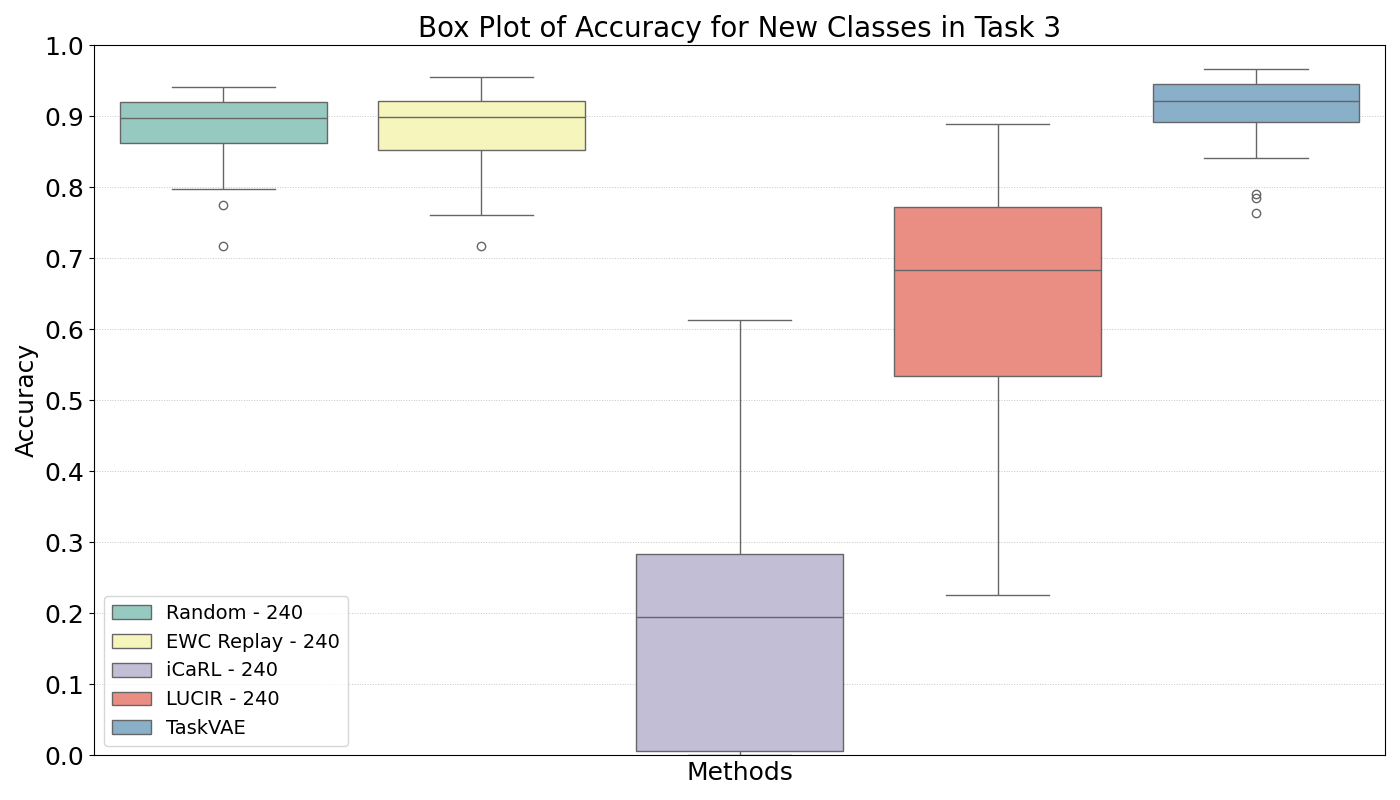 Box Plot of Accuracy for New Classes in Task 3
1.0
0.9
0.8
0.7
0.6
0.5
0.4
0.3
0.2
0.1
0.0
Accuracy
Random - 240
EWC Replay - 240
iCaRL - 240
LUCIR - 240
TaskVAE
Methods